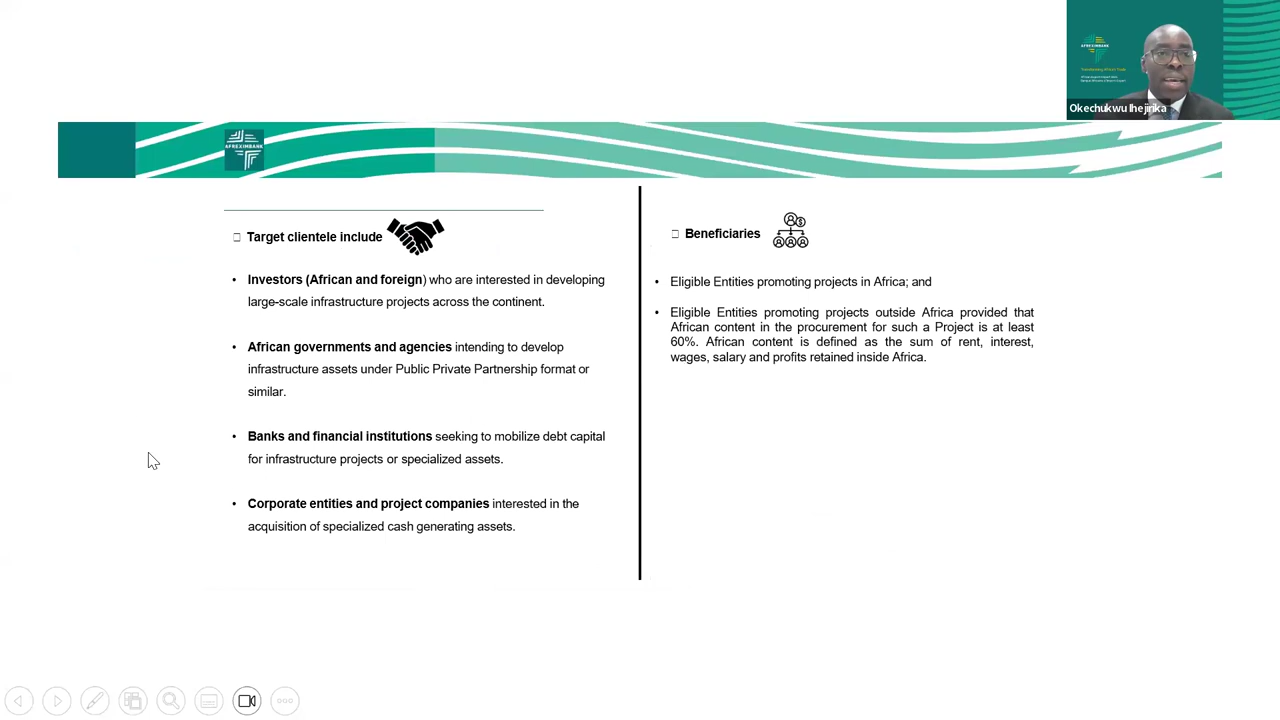 AFREXIMBANK
Okechukwu Ihejirika
AFREXIMBANK
Target clientele include
• Investors (African and foreign) who are interested in developing
large-scale infrastructure projects across the continent.
• African governments and agencies intending to develop
infrastructure assets under Public Private Partnership format or
similar.
• Banks and financial institutions seeking to mobilize debt capital
for infrastructure projects or specialized assets.
• Corporate entities and project companies interested in the
acquisition of specialized cash generating assets.
Beneficiaries
• Eligible Entities promoting projects in Africa; and
• Eligible Entities promoting projects outside Africa provided that
African content in the procurement for such a Project is at least
60%. African content is defined as the sum of rent, interest,
wages, salary and profits retained inside Africa.